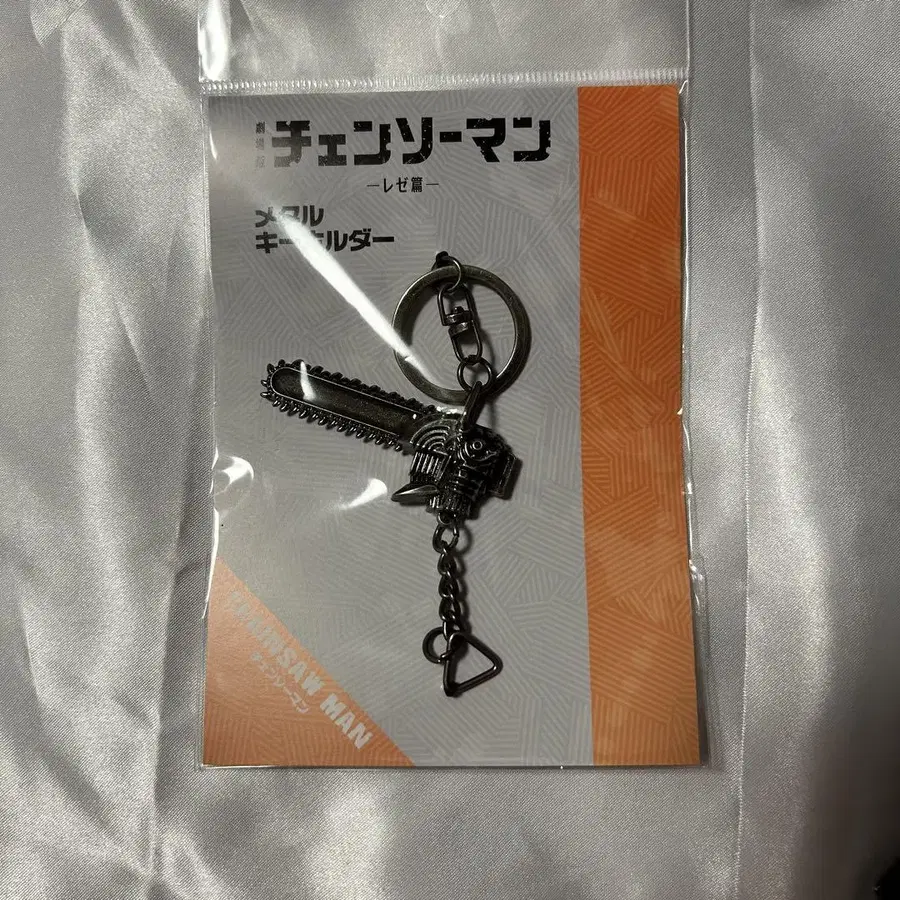 劇場版 チェンソーマン
—レゼ篇—
メタル
キーホルダー
CHAINSAW MAN
チェンソーマン